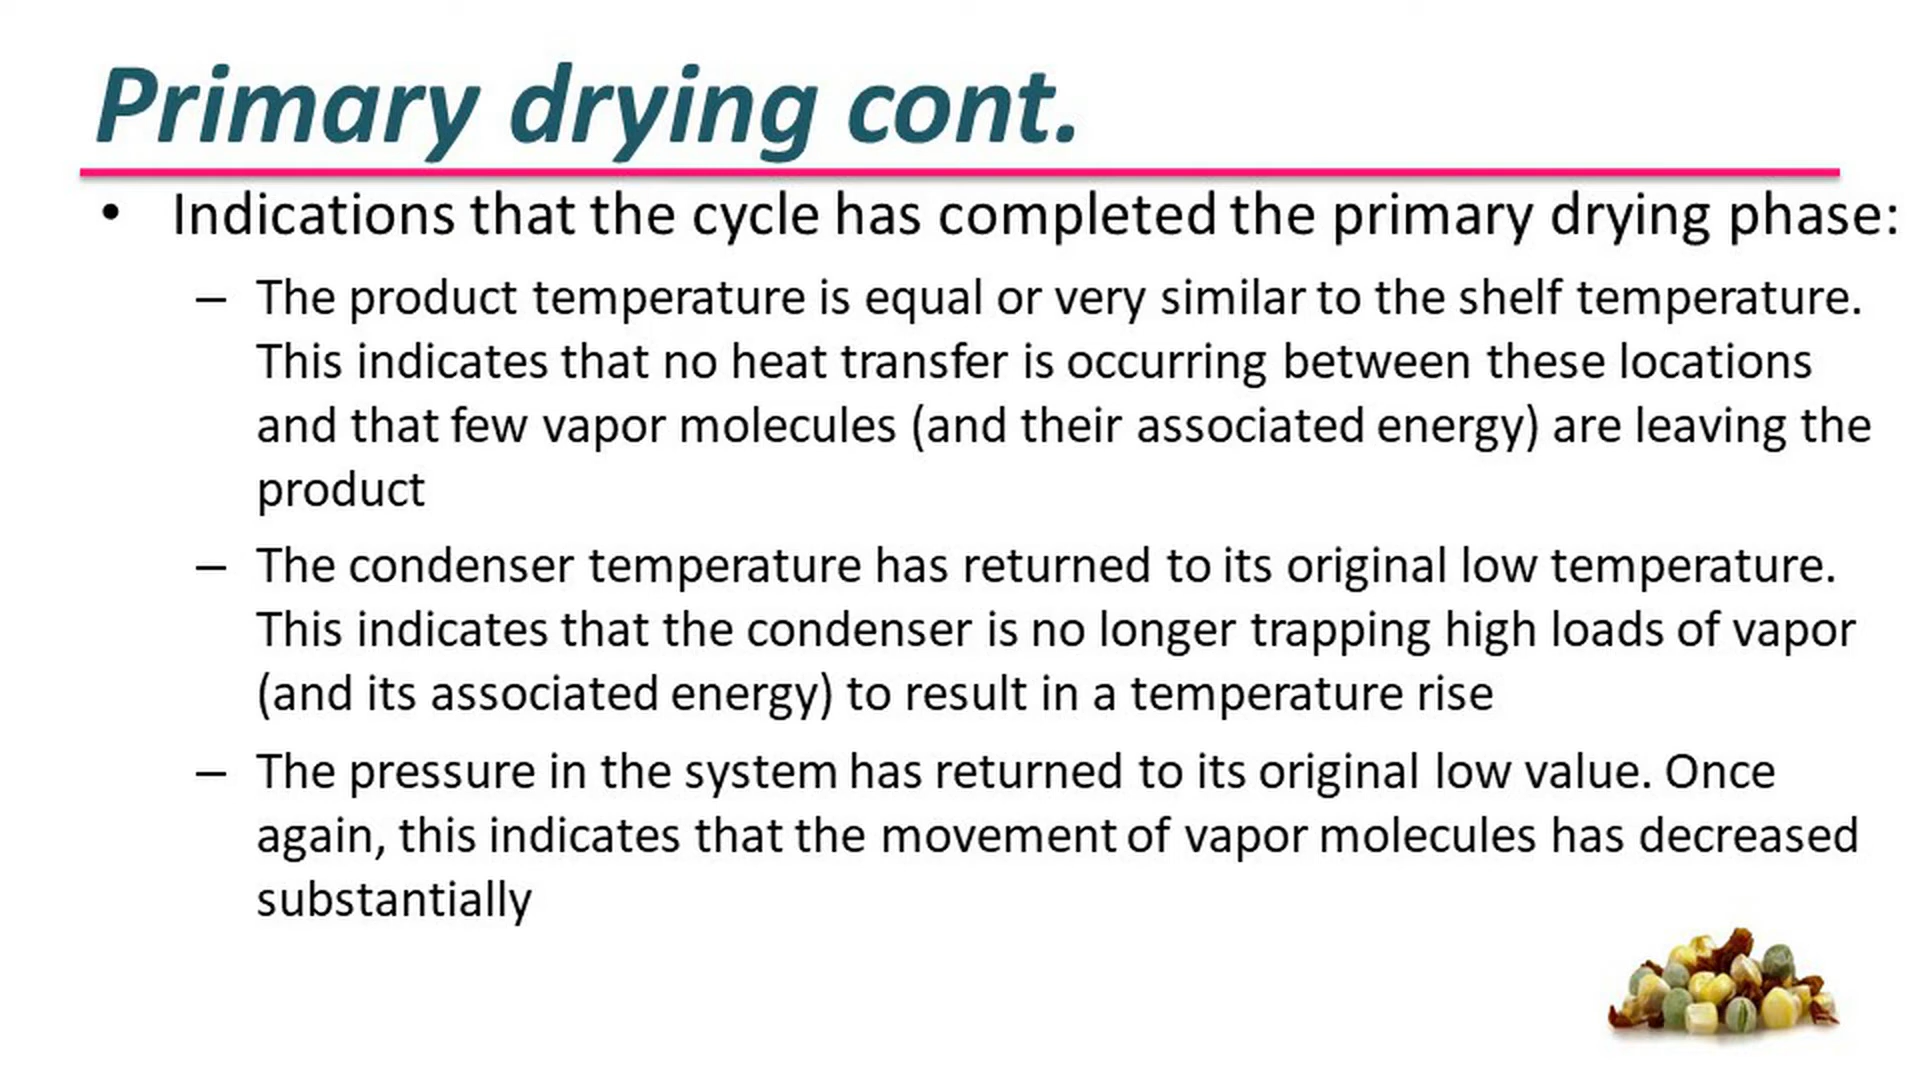 Primary drying cont.
• Indications that the cycle has completed the primary drying phase:
– The product temperature is equal or very similar to the shelf temperature.
This indicates that no heat transfer is occurring between these locations
and that few vapor molecules (and their associated energy) are leaving the
product
– The condenser temperature has returned to its original low temperature.
This indicates that the condenser is no longer trapping high loads of vapor
(and its associated energy) to result in a temperature rise
– The pressure in the system has returned to its original low value. Once
again, this indicates that the movement of vapor molecules has decreased
substantially